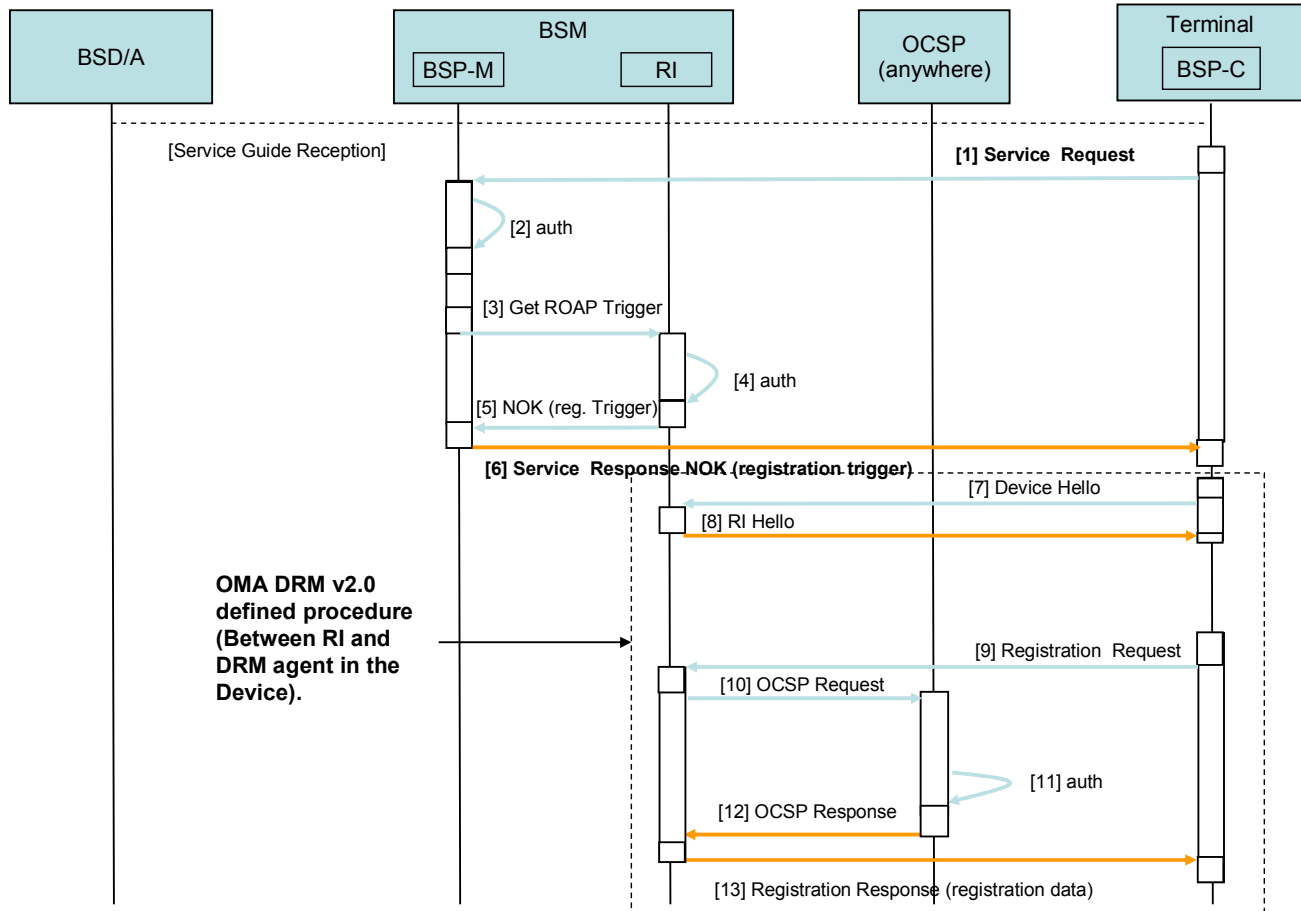 BSD/A
BSM
BSP-M
RI
OCSP
(anywhere)
Terminal
BSP-C
[Service Guide Reception]
[1] Service Request
[2] auth
[3] Get ROAP Trigger
[4] auth
[5] NOK (reg. Trigger)
[6] Service Response NOK (registration trigger)
[7] Device Hello
[8] RI Hello
OMA DRM v2.0
defined procedure
(Between RI and
DRM agent in the
Device).
[9] Registration Request
[10] OCSP Request
[11] auth
[12] OCSP Response
[13] Registration Response (registration data)